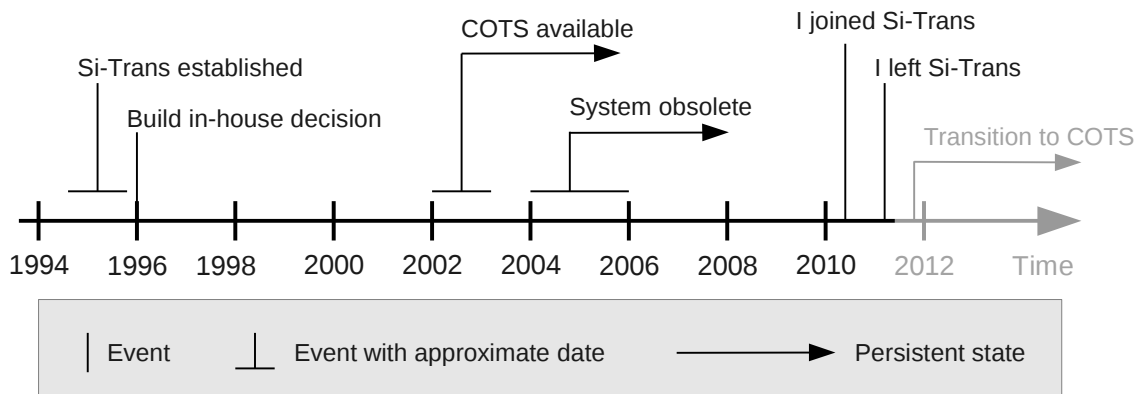 I joined Si-Trans
COTS available
Si-Trans established
I left Si-Trans
System obsolete
Build in-house decision
Transition to COTS
1994 1996 1998 2000 2002 2004 2006 2008 2010 2012 Time
Event Event with approximate date Persistent state